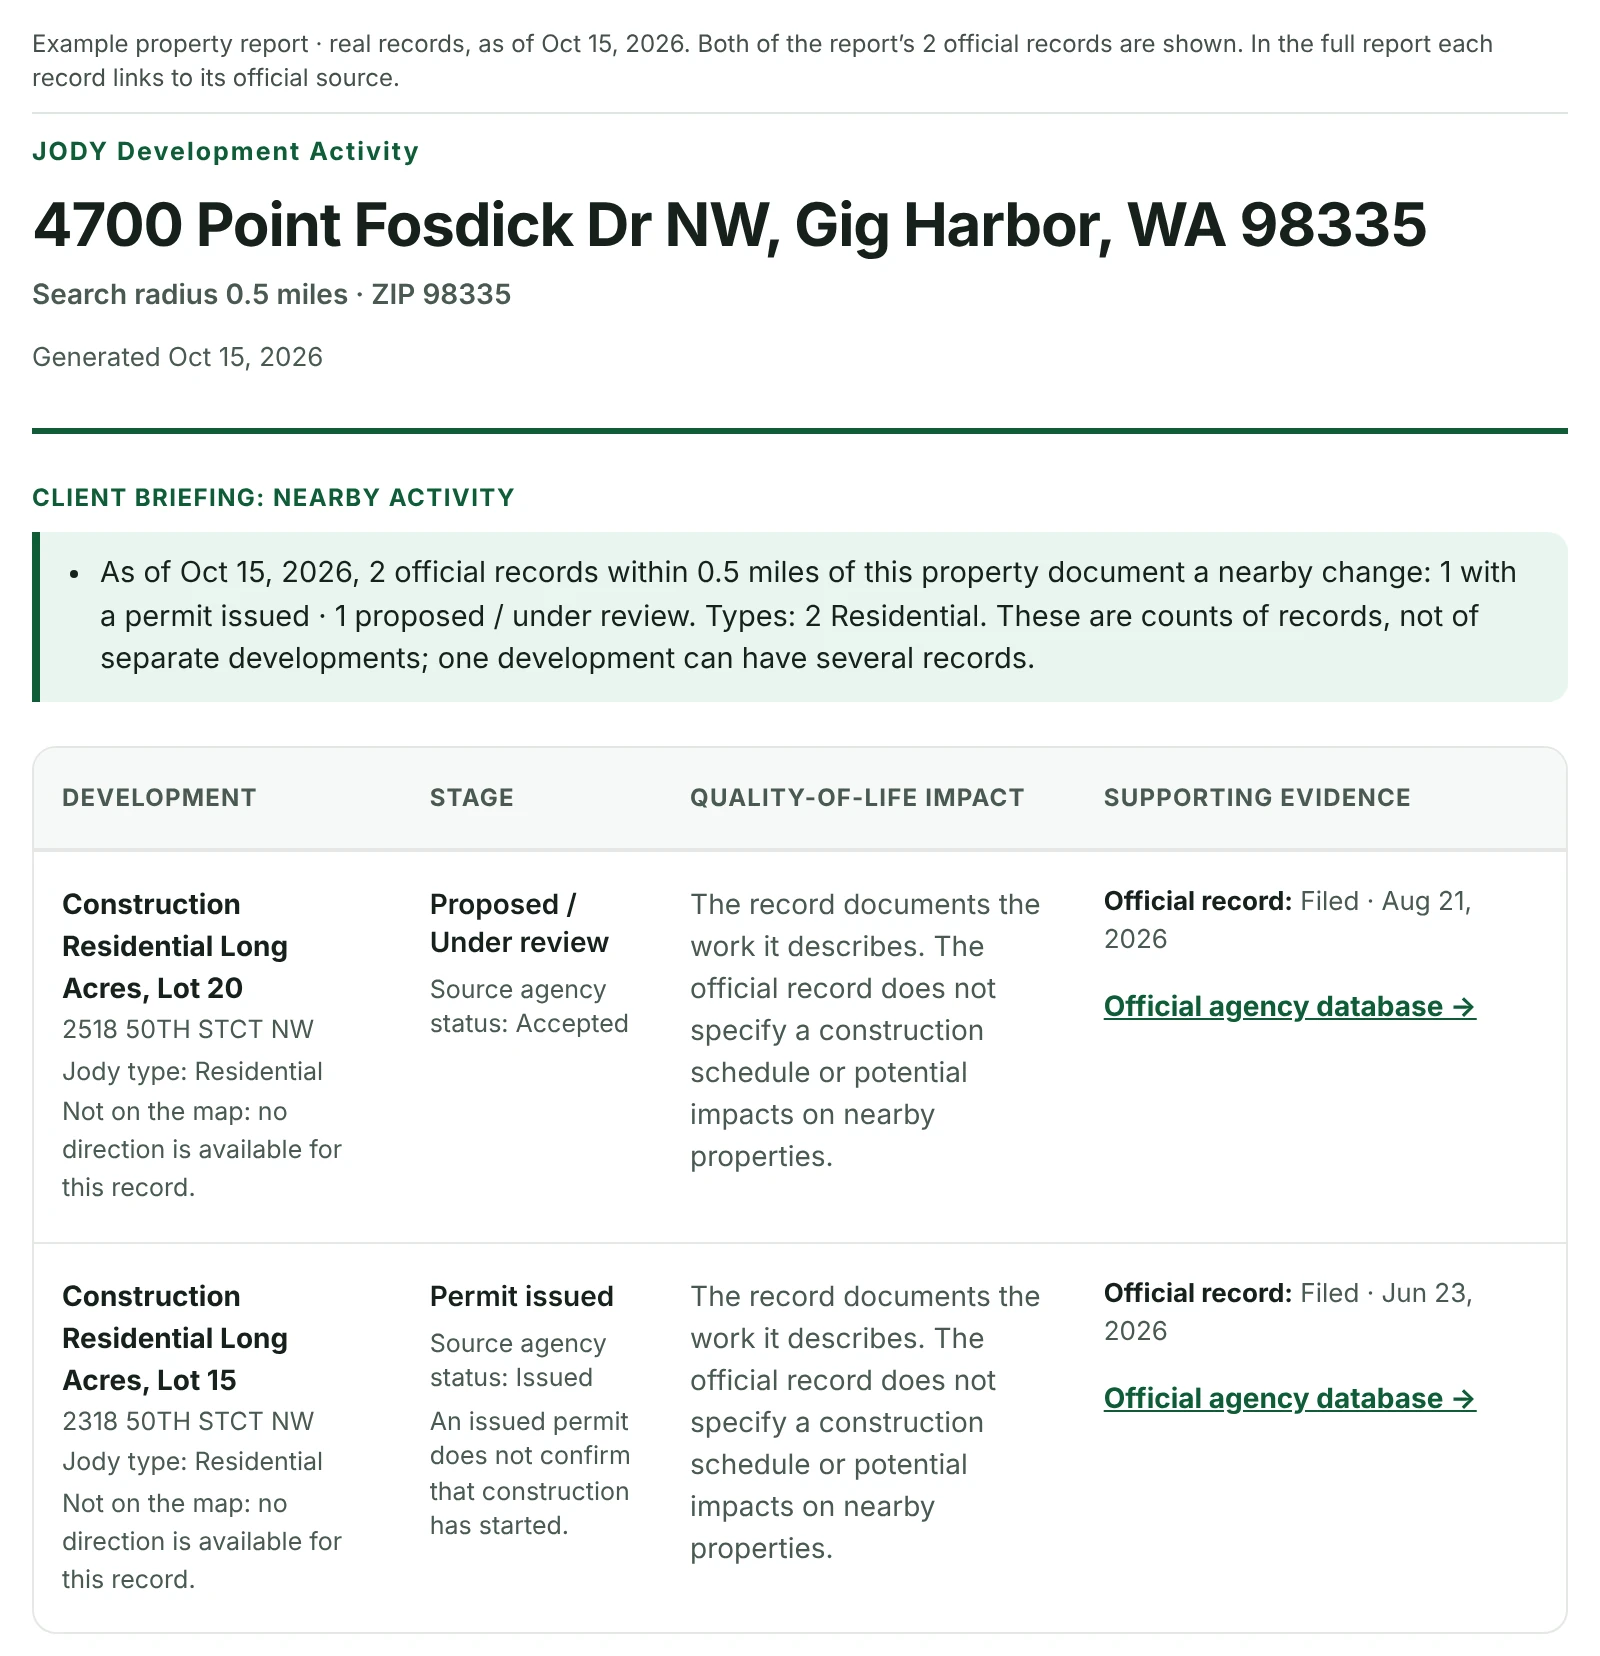 Example property report · real records, as of Oct 15, 2026. Both of the report’s 2 official records are shown. In the full report each
record links to its official source.
JODY Development Activity
4700 Point Fosdick Dr NW, Gig Harbor, WA 98335
Search radius 0.5 miles · ZIP 98335
Generated Oct 15, 2026
CLIENT BRIEFING: NEARBY ACTIVITY
• As of Oct 15, 2026, 2 official records within 0.5 miles of this property document a nearby change: 1 with
a permit issued · 1 proposed / under review. Types: 2 Residential. These are counts of records, not of
separate developments; one development can have several records.
DEVELOPMENT STAGE QUALITY-OF-LIFE IMPACT SUPPORTING EVIDENCE
Construction
Residential Long
Acres, Lot 20
2518 50TH STCT NW
Jody type: Residential
Not on the map: no
direction is available for
this record.
Proposed /
Under review
Source agency
status: Accepted
The record documents the
work it describes. The
official record does not
specify a construction
schedule or potential
impacts on nearby
properties.
Official record: Filed · Aug 21,
2026
Official agency database →
Construction
Residential Long
Acres, Lot 15
2318 50TH STCT NW
Jody type: Residential
Not on the map: no
direction is available for
this record.
Permit issued
Source agency
status: Issued
An issued permit
does not confirm
that construction
has started.
The record documents the
work it describes. The
official record does not
specify a construction
schedule or potential
impacts on nearby
properties.
Official record: Filed · Jun 23,
2026
Official agency database →